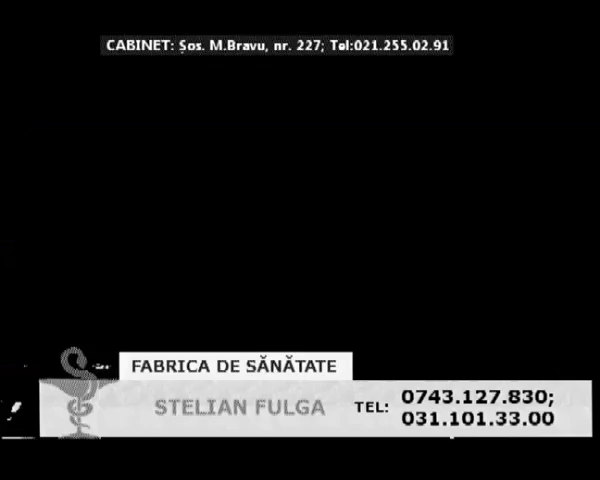 CABINET: Șos. M.Bravu, nr. 227; Tel:021.255.02.91
FABRICA DE SĂNĂTATE
STELIAN FULGA
TEL:
0743.127.830;
031.101.33.00